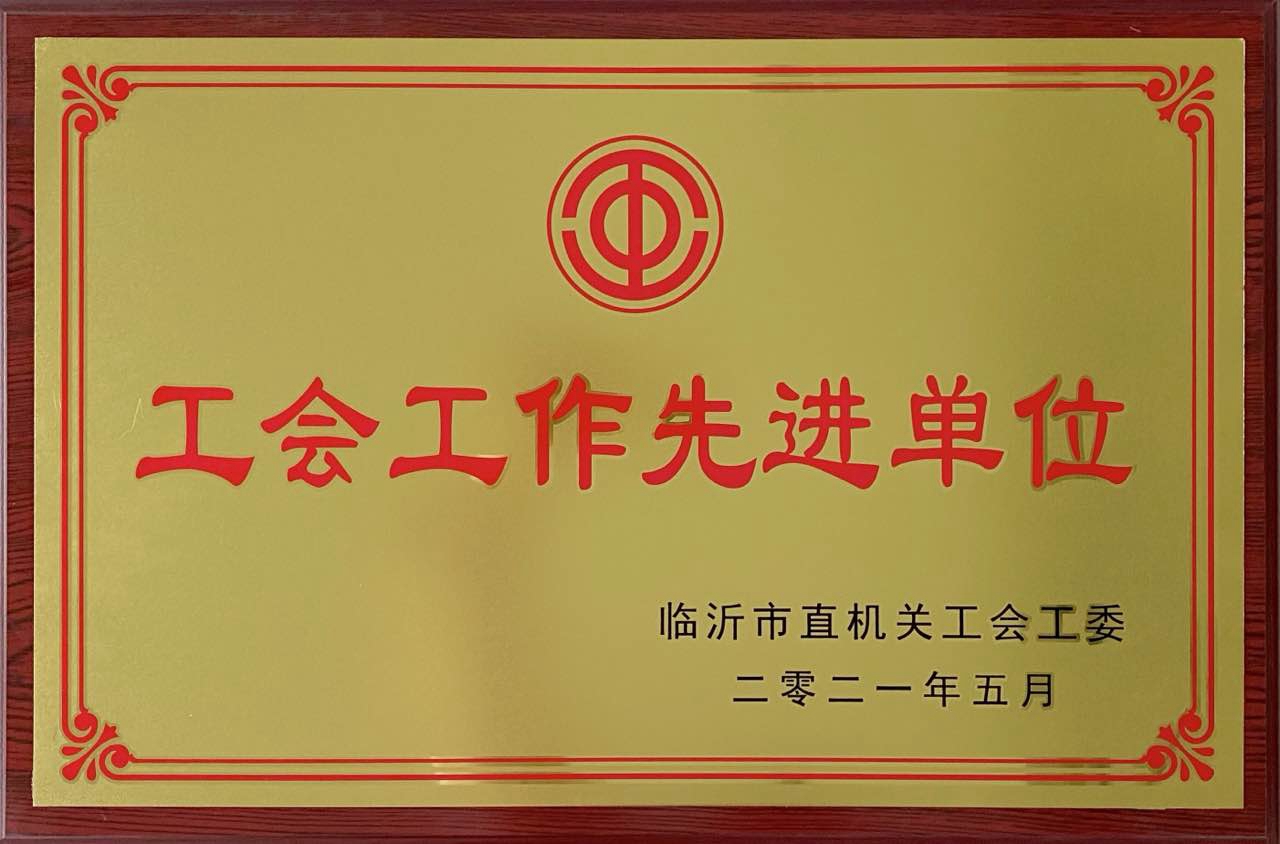 工会工作先进单位
临沂市直机关工会工委
二零二一年五月